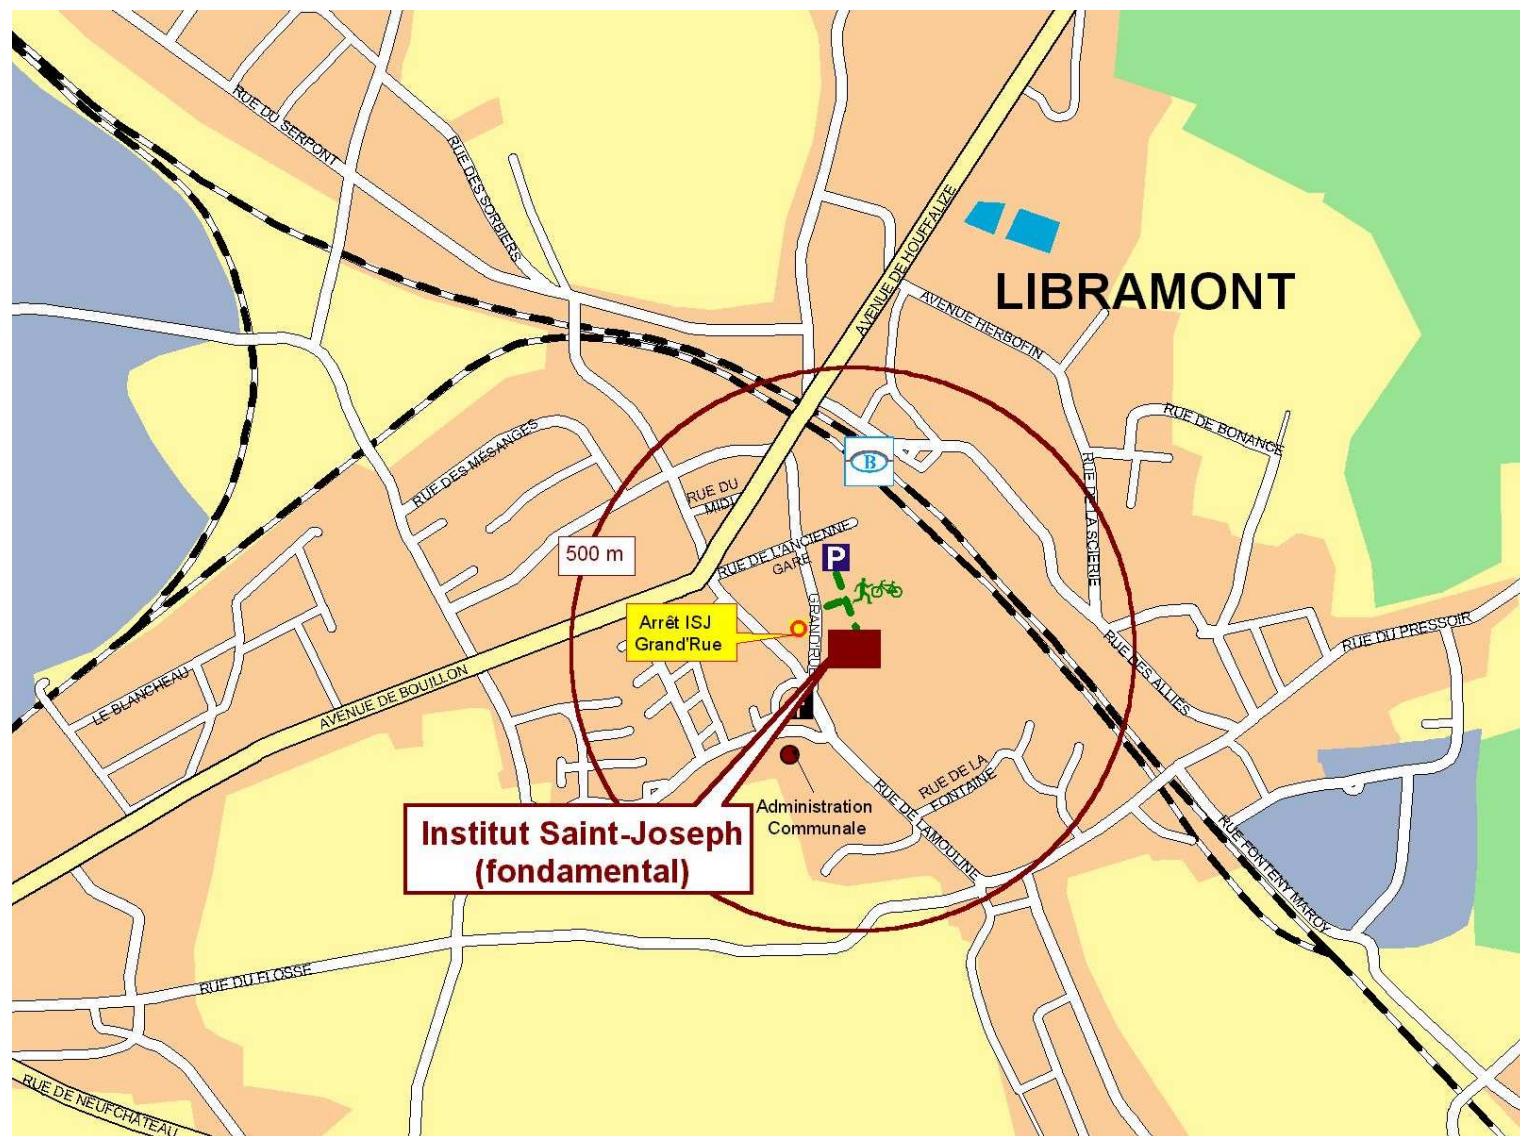 RUE DU SERPONT
RUE DES SORBIERS
AVENUE DE HOUFFALIZE
LIBRAMONT
AVENUE HERBOFIN
RUE DE BONANCE
RUE DES MÉSANGES
B
RUE DU
MIDI
RUE DE LA SCIERIE
500 m
RUE DE L'ANCIENNE
GARE
P
GRAND'RUE
Arrêt ISJ
Grand'Rue
RUE DU PRESSOIR
RUE DES ALLIÉS
LE BLANCHEAU
AVENUE DE BOUILLON
RUE DE LA
FONTAINE
Administration
Communale
RUE DE LAMOULINE
Institut Saint-Joseph
(fondamental)
RUE FONTENY MAROY
RUE DU FLOSSE
RUE DE NEUFCHÂTEAU